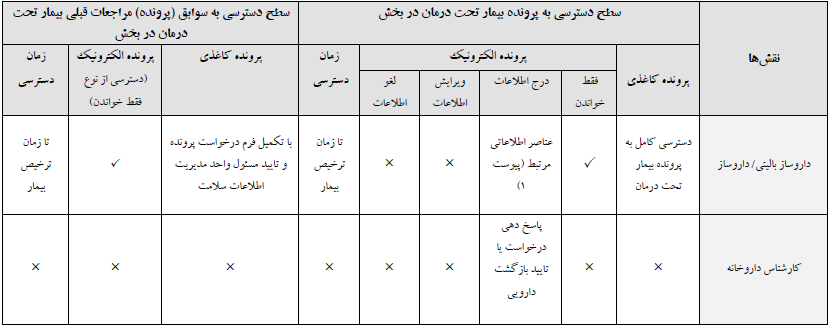 نقش‌ها
سطح دسترسی به پرونده بیمار تحت درمان در بخش
سطح دسترسی به سوابق (پرونده) مراجعات قبلی بیمار تحت
درمان در بخش
پرونده کاغذی
پرونده الکترونیک
زمان
دسترسی
پرونده کاغذی
پرونده الکترونیک
(دسترسی از نوع
فقط خواندن)
زمان
دسترسی
فقط
خواندن
درج اطلاعات
ویرایش
اطلاعات
لغو
اطلاعات
داروساز بالینی/ داروساز
دسترسی کامل به
پرونده بیمار
تحت درمان
✓
عناصر اطلاعاتی
مرتبط (پیوست
۱)
×
×
تا زمان
ترخیص
بیمار
با تکمیل فرم درخواست پرونده
و تایید مسئول واحد مدیریت
اطلاعات سلامت
✓
تا زمان
ترخیص
بیمار
کارشناس داروخانه
×
×
پاسخ دهی
درخواست یا
تایید بازگشت
دارویی
×
×
×
×
×
×